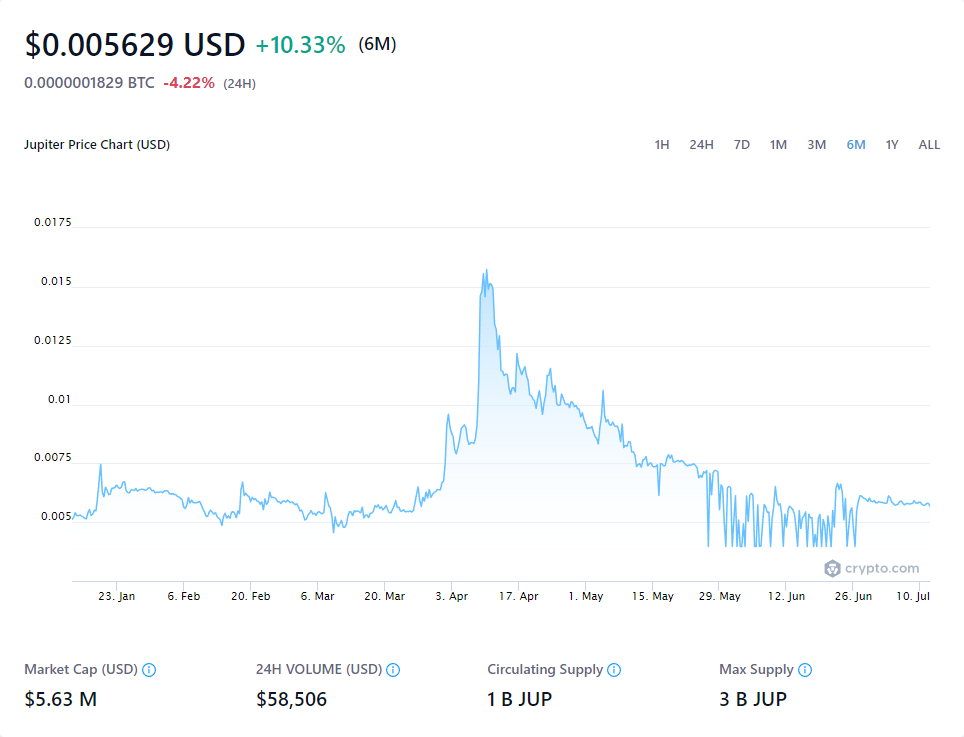 $0.005629 USD +10.33% (6M)
0.0000001829 BTC -4.22% (24H)
Jupiter Price Chart (USD) 1H 24H 7D 1M 3M 6M 1Y ALL
0.0175
0.015
0.0125
0.01
0.0075
0.005
crypto.com
23. Jan 6. Feb 20. Feb 6. Mar 20. Mar 3. Apr 17. Apr 1. May 15. May 29. May 12. Jun 26. Jun 10. Jul
Market Cap (USD) 24H VOLUME (USD) Circulating Supply Max Supply
$5.63 M $58,506 1 B JUP 3 B JUP